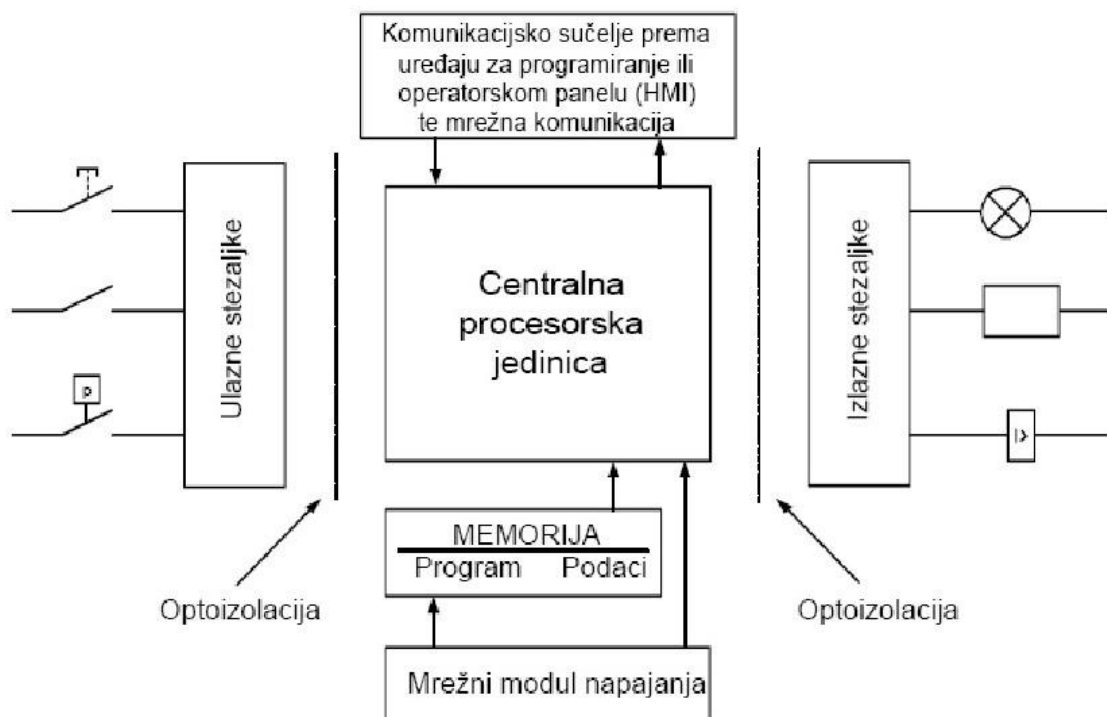 Komunikacijsko sučelje prema
uređaju za programiranje ili
operatorskom panelu (HMI)
te mrežna komunikacija
Ulazne stezaljke
Centralna
procesorska
jedinica
Izlazne stezaljke
MEMORIJA
Program Podaci
Optoizolacija
Optoizolacija
Mrežni modul napajanja